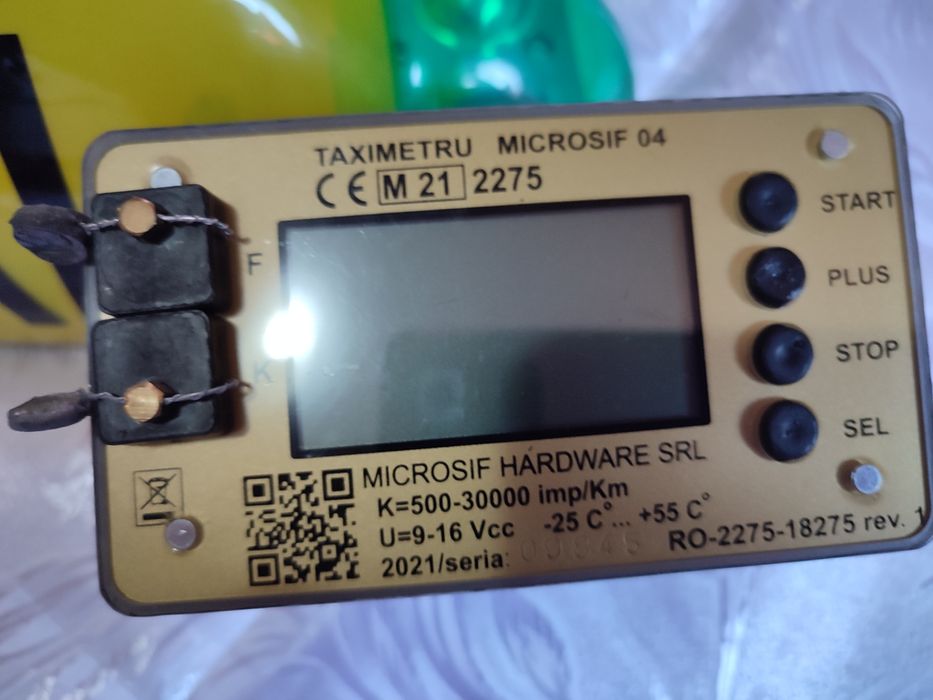 TAXIMETRU MICROSIF 04
CE M 21 2275
START
F
PLUS
K
STOP
SEL
MICROSIF HARDWARE SRL
K=500-30000 imp/Km
U=9-16 Vcc -25 C°... +55 C°
2021/seria:
RO-2275-18275 rev. 1